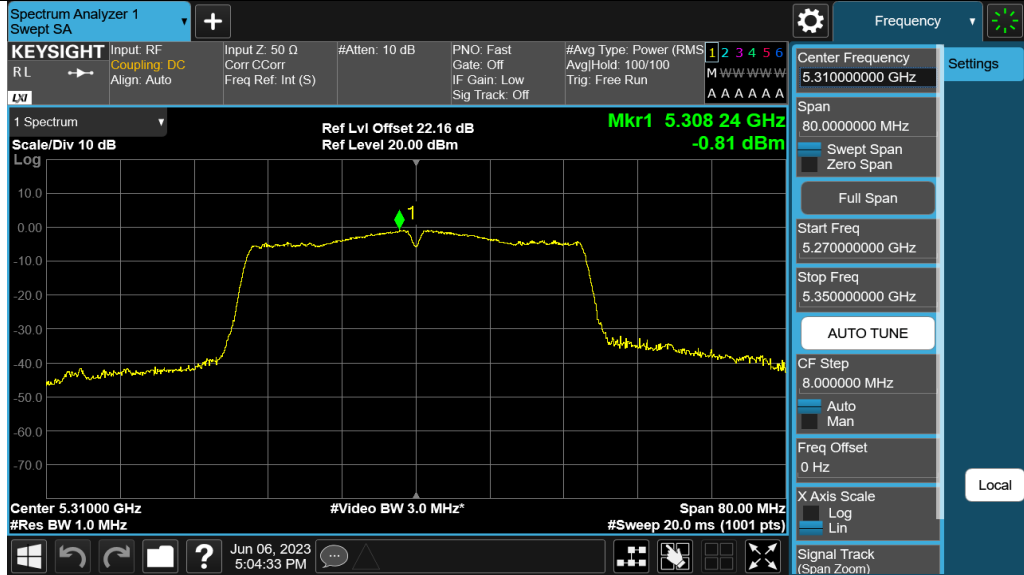 Spectrum Analyzer 1
Swept SA
+
Frequency
KEYSIGHT
R L
LXI
Input: RF
Coupling: DC
Align: Auto
Input Z: 50 Ω
Corr CCorr
Freq Ref: Int (S)
#Atten: 10 dB
PNO: Fast
Gate: Off
IF Gain: Low
Sig Track: Off
#Avg Type: Power (RMS
Avg|Hold: 100/100
Trig: Free Run
1 2 3 4 5 6
M W W W W W
A A A A A A
Center Frequency
5.310000000 GHz
Settings
Span
80.0000000 MHz
Swept Span
Zero Span
Full Span
Start Freq
5.270000000 GHz
Stop Freq
5.350000000 GHz
AUTO TUNE
CF Step
8.000000 MHz
Auto
Man
Freq Offset
0 Hz
X Axis Scale
Log
Lin
Signal Track
(Span Zoom)
Local
1 Spectrum
Scale/Div 10 dB
Log
Ref Lvl Offset 22.16 dB
Ref Level 20.00 dBm
Mkr1 5.308 24 GHz
-0.81 dBm
10.0
0.00
-10.0
-20.0
-30.0
-40.0
-50.0
-60.0
-70.0
1
Center 5.31000 GHz
#Res BW 1.0 MHz
#Video BW 3.0 MHz*
Span 80.00 MHz
#Sweep 20.0 ms (1001 pts)
?
Jun 06, 2023
5:04:33 PM